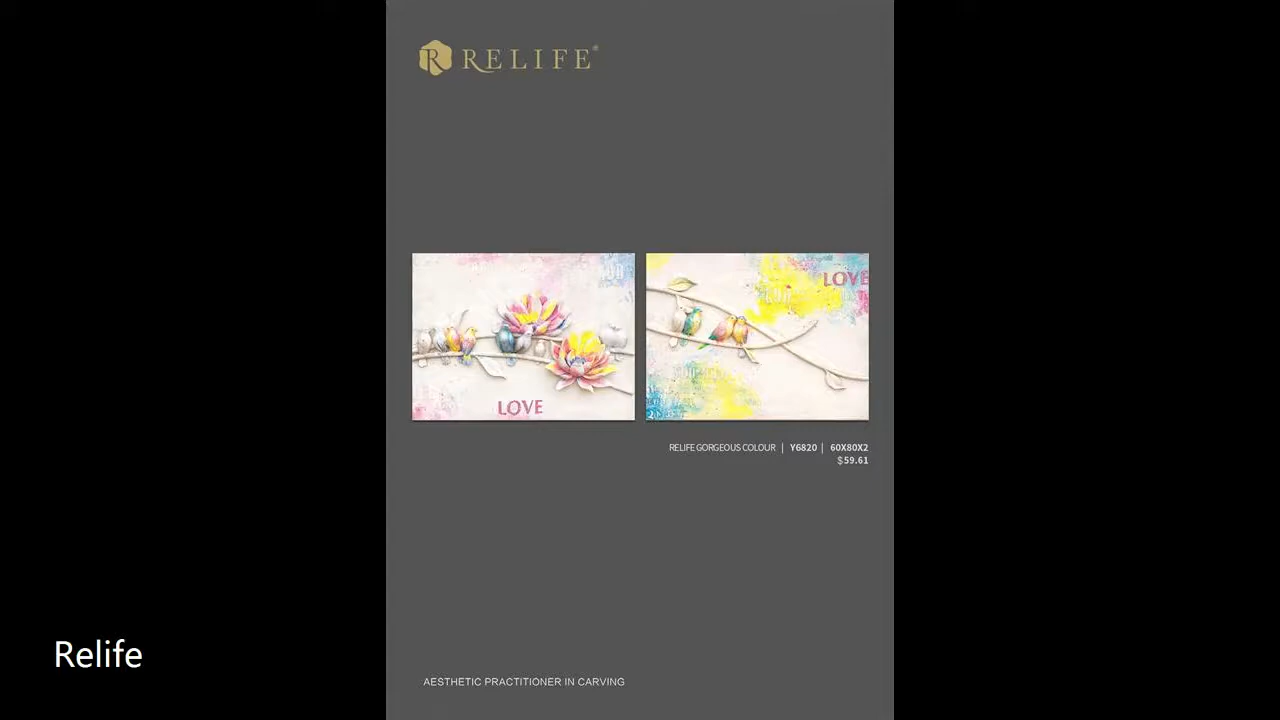 R RELIFE®
LOVE
LOVE
RELIFE GORGEOUS COLOUR | Y6820 | 60X80X2
$59.61
Relife
AESTHETIC PRACTITIONER IN CARVING